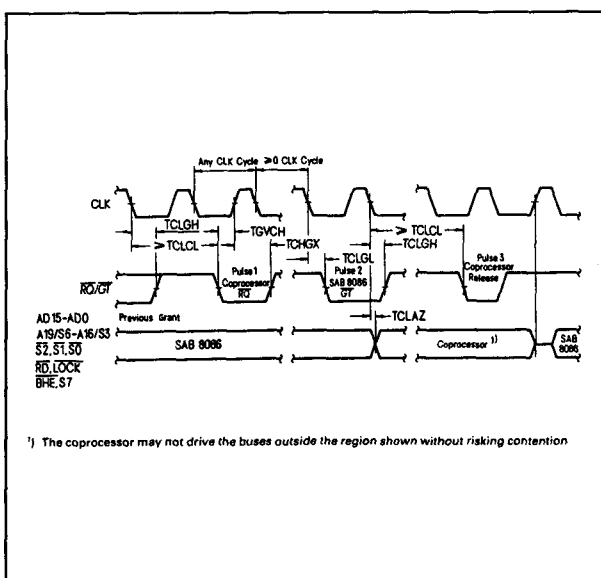 Any CLK Cycle ≥0 CLK Cycle
CLK
TCLGH
TGVCH
TCLCL
TCHGX
TCLGL
≥ TCLCL
TCLGH
RQ/GT
Pulse 1
Coprocessor
RQ
Pulse 2
SAB 8086
GT
Pulse 3
Coprocessor
Release
TCLAZ
Previous Grant
AD15-AD0
A19/S6-A16/S3
S2,S1,S0
RD,LOCK
BHE,S7
SAB 8086
Coprocessor 1)
SAB
8086
1) The coprocessor may not drive the buses outside the region shown without risking contention